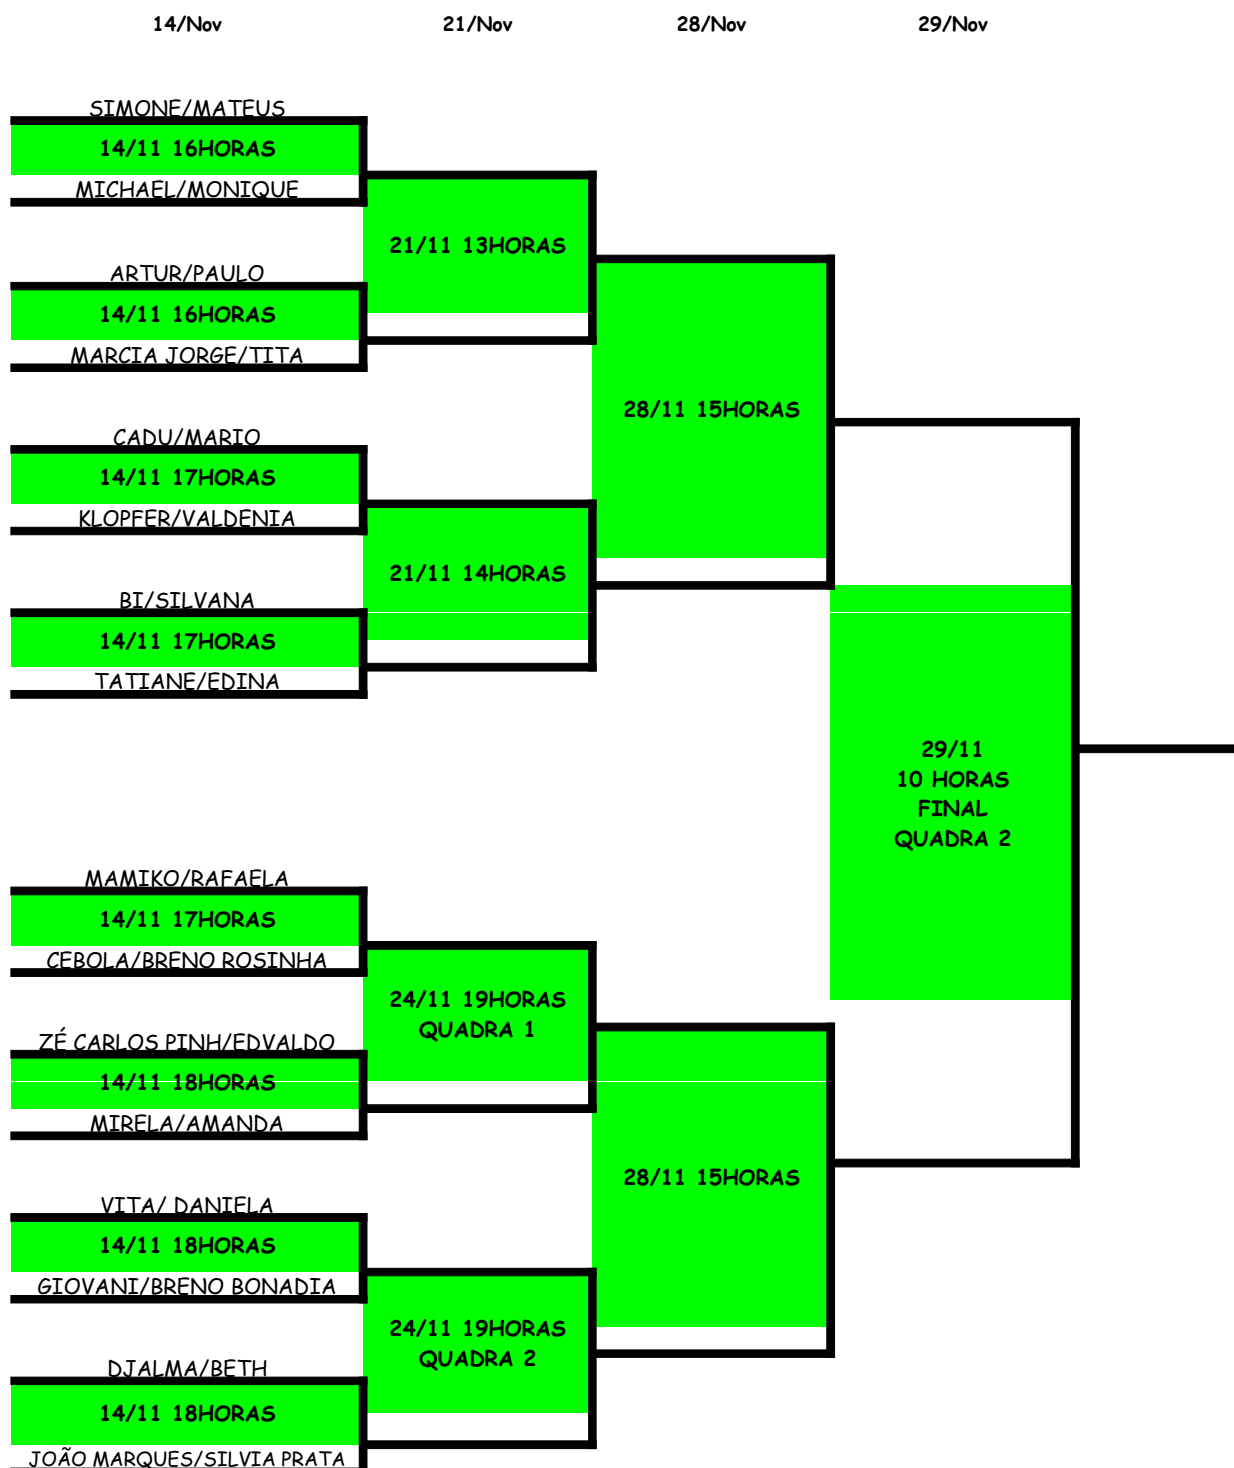 14/Nov
21/Nov
28/Nov
29/Nov
SIMONE/MATEUS
14/11 16HORAS
MICHAEL/MONIQUE
21/11 13HORAS
ARTUR/PAULO
14/11 16HORAS
MARCIA JORGE/TITA
28/11 15HORAS
CADU/MARIO
14/11 17HORAS
KLOPFER/VALDENIA
21/11 14HORAS
BI/SILVANA
14/11 17HORAS
TATIANE/EDINA
29/11
10 HORAS
FINAL
QUADRA 2
MAMIKO/RAFAELA
14/11 17HORAS
CEBOLA/BRENO ROSINHA
24/11 19HORAS
QUADRA 1
ZÉ CARLOS PINH/EDVALDO
14/11 18HORAS
MIRELA/AMANDA
28/11 15HORAS
VITA/ DANIELA
14/11 18HORAS
GIOVANI/BRENO BONADIA
24/11 19HORAS
QUADRA 2
DJALMA/BETH
14/11 18HORAS
JOÃO MARQUES/SILVIA PRATA